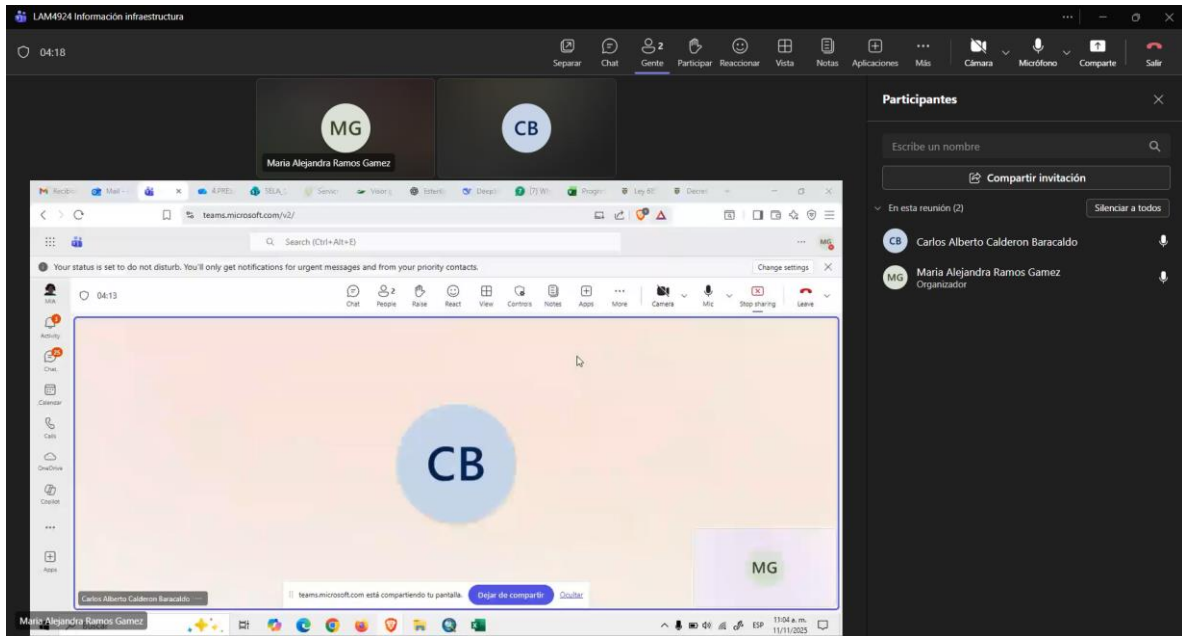 LAM4924 Información infraestructura
04:18
Separar Chat Gente 2 Participar Reaccionar Vista Notas Aplicaciones Más Cámara Micrófono Comparte Salir
MG
Maria Alejandra Ramos Gamez
CB
Participantes
Escribe un nombre
Compartir invitación
En esta reunión (2)
Silenciar a todos
CB Carlos Alberto Calderon Baracaldo
MG Maria Alejandra Ramos Gamez
Organizador
Mail
teams.microsoft.com/v2/
Search (Ctrl+Alt+E)
MG
Your status is set to do not disturb. You'll only get notifications for urgent messages and from your priority contacts.
Change settings
04:13
Chat People 2 Raise React View Controls Notes Apps More Camera Mic Stop sharing Leave
Activity
Chat
Calendar
Calls
OneDrive
Copilot
Apps
CB
MG
Carlos Alberto Calderon Baracaldo
teams.microsoft.com está compartiendo tu pantalla.
Dejar de compartir
Ocultar
Maria Alejandra Ramos Gamez
ESP
11:04 a. m.
11/11/2025